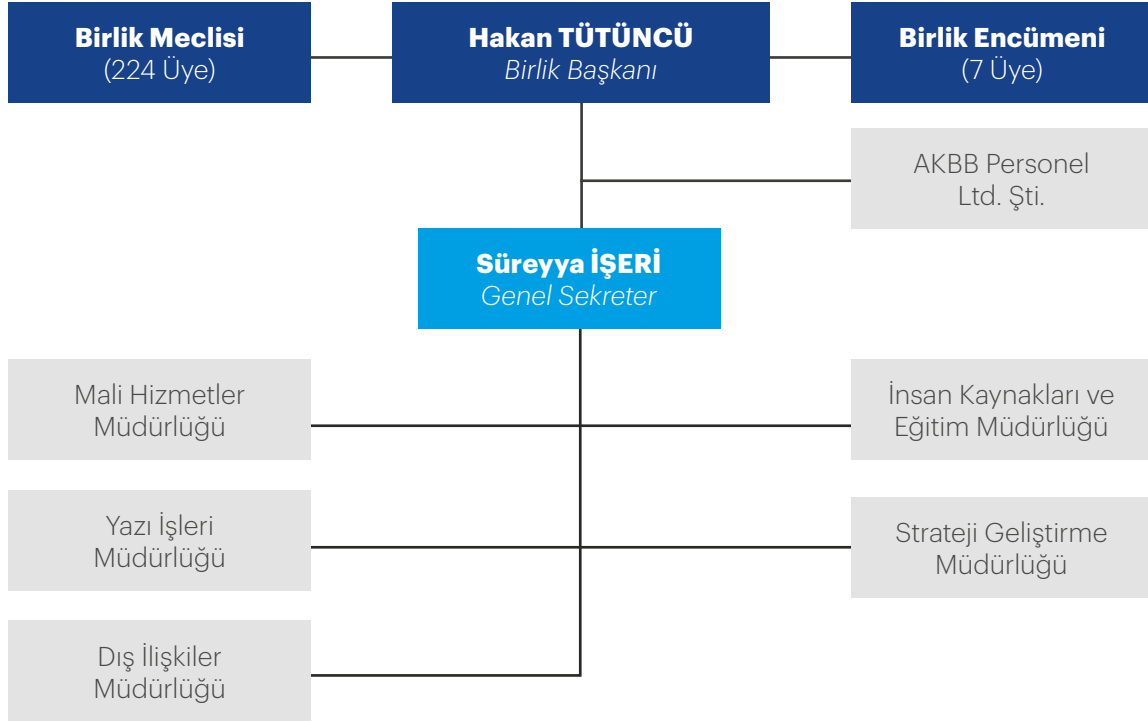 Birlik Meclisi
(224 Üye)
Hakan TÜTÜNCÜ
Birlik Başkanı
Birlik Encümeni
(7 Üye)
AKBB Personel
Ltd. Şti.
Süreyya İŞERİ
Genel Sekreter
Mali Hizmetler
Müdürlüğü
İnsan Kaynakları ve
Eğitim Müdürlüğü
Yazı İşleri
Müdürlüğü
Strateji Geliştirme
Müdürlüğü
Dış İlişkiler
Müdürlüğü